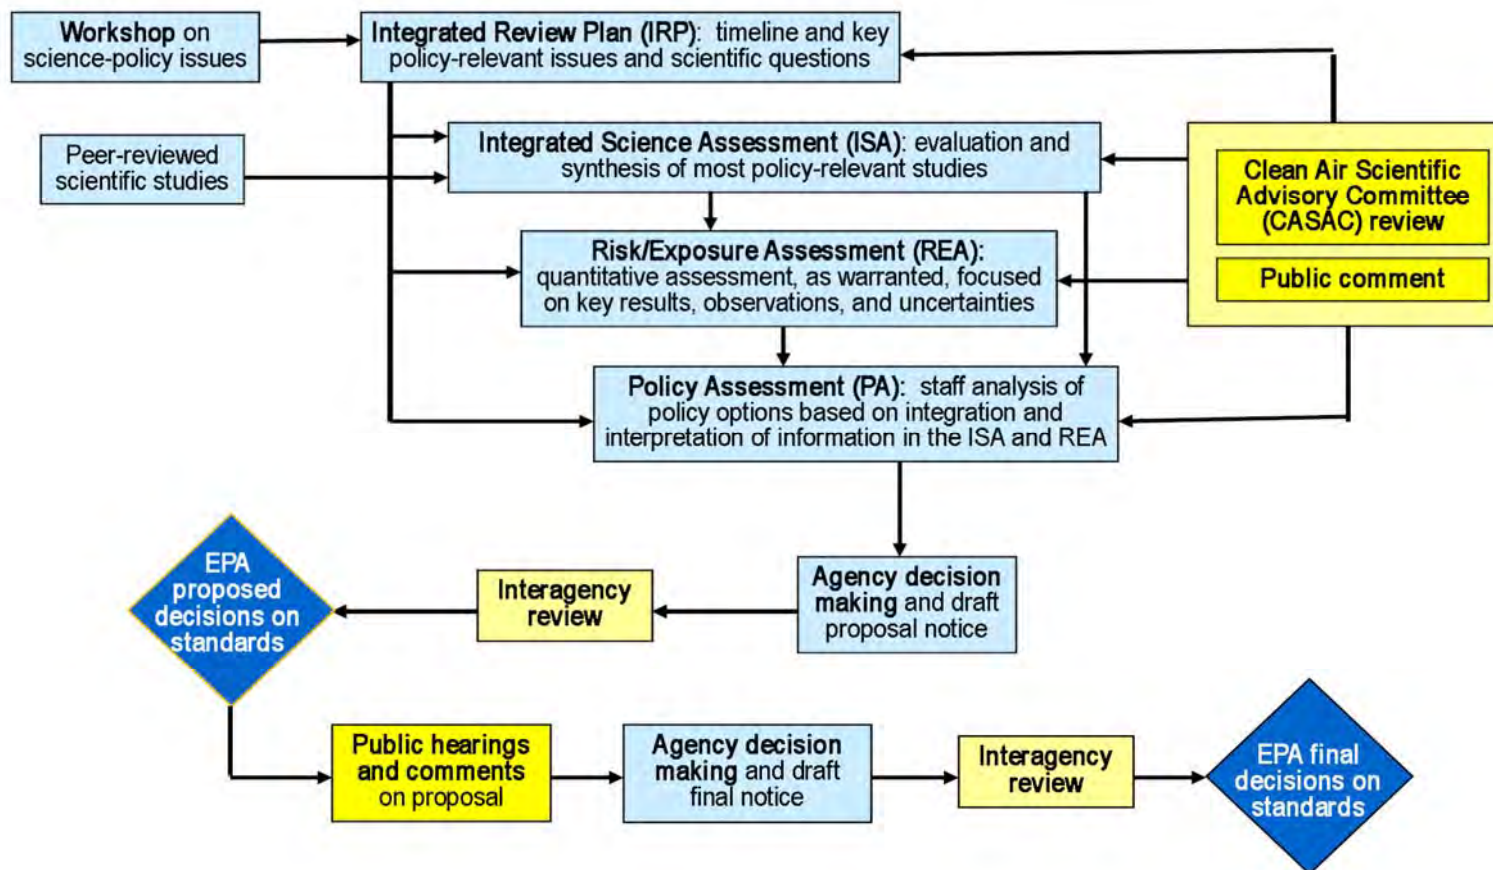 Workshop on
science-policy issues
Integrated Review Plan (IRP): timeline and key
policy-relevant issues and scientific questions
Peer-reviewed
scientific studies
Integrated Science Assessment (ISA): evaluation and
synthesis of most policy-relevant studies
Clean Air Scientific
Advisory Committee
(CASAC) review
Public comment
Risk/Exposure Assessment (REA):
quantitative assessment, as warranted, focused
on key results, observations, and uncertainties
Policy Assessment (PA): staff analysis of
policy options based on integration and
interpretation of information in the ISA and REA
Agency decision
making and draft
proposal notice
Interagency
review
EPA
proposed
decisions on
standards
Public hearings
and comments
on proposal
Agency decision
making and draft
final notice
Interagency
review
EPA final
decisions on
standards